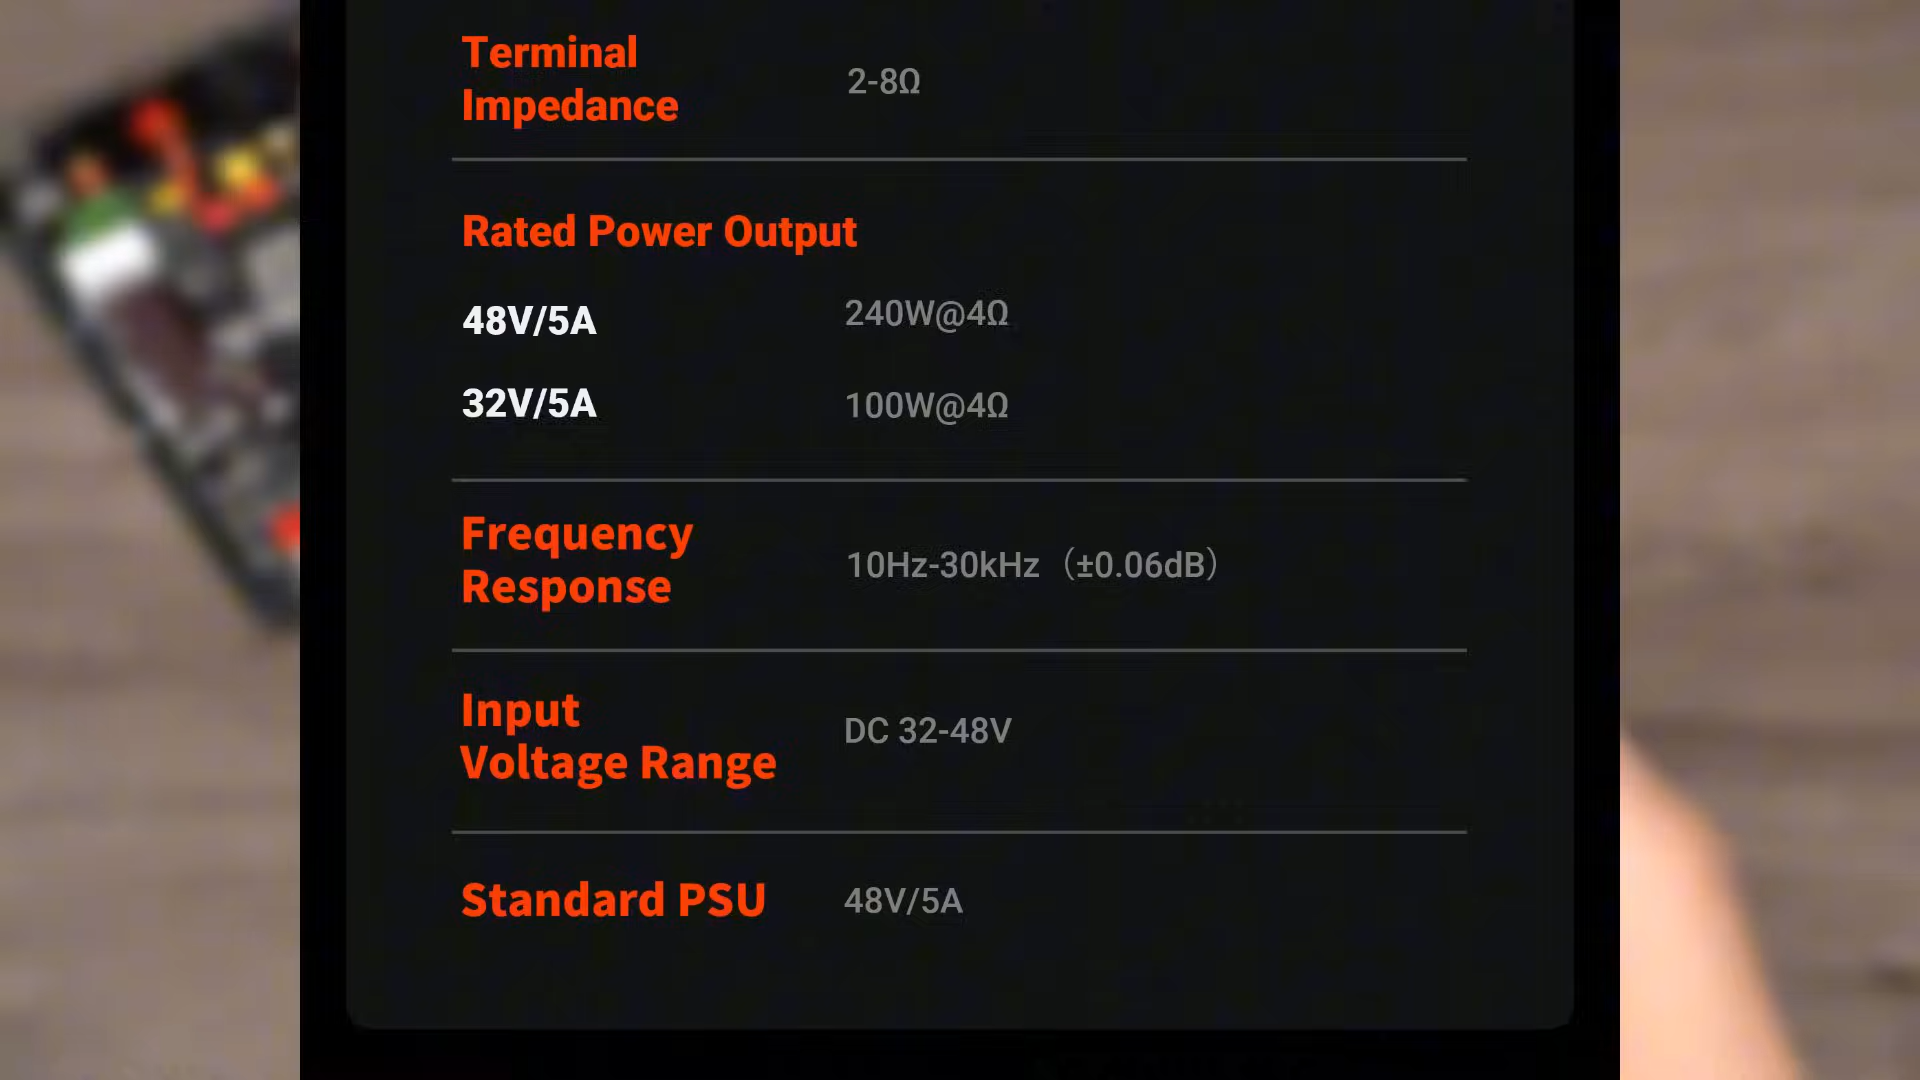 Terminal
Impedance
2-8Ω
Rated Power Output
48V/5A
240W@4Ω
32V/5A
100W@4Ω
Frequency
Response
10Hz-30kHz（±0.06dB）
Input
Voltage Range
DC 32-48V
Standard PSU
48V/5A